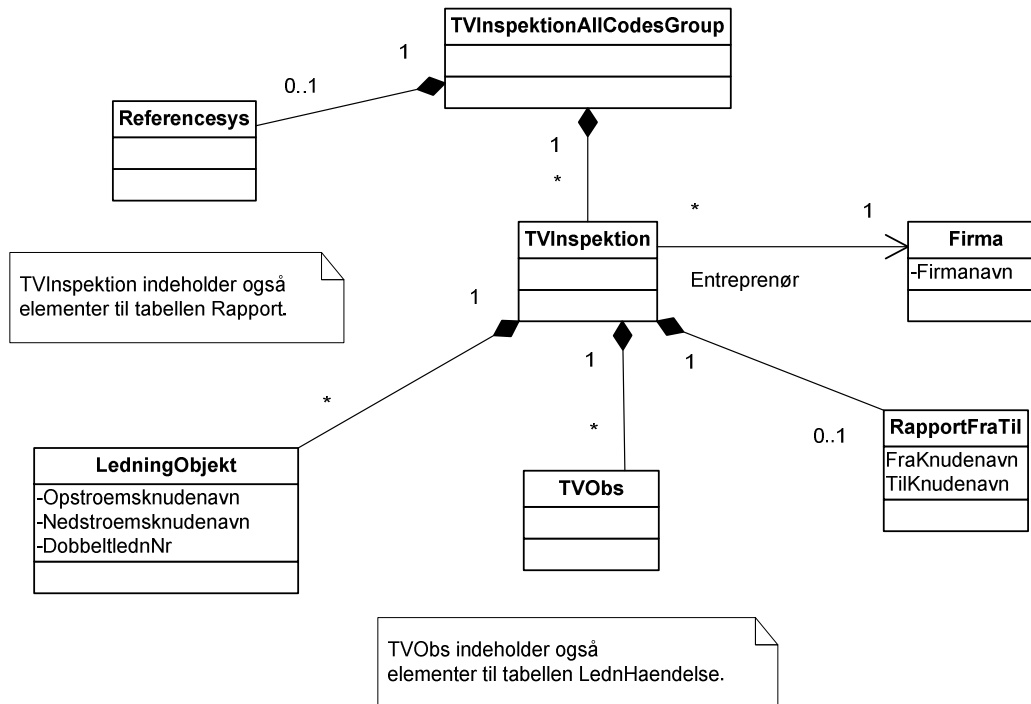 TVInspektionAllCodesGroup
1
0..1
Referencesys
1
*
TVInspektion
*
1
Entreprenør
Firma
-Firmanavn
TVInspektion indeholder også
elementer til tabellen Rapport.
1
1
1
*
*
0..1
LedningObjekt
-Opstroemsknudenavn
-Nedstroemsknudenavn
-DobbeltlednNr
TVObs
RapportFraTil
FraKnudenavn
TilKnudenavn
TVObs indeholder også
elementer til tabellen LednHaendelse.